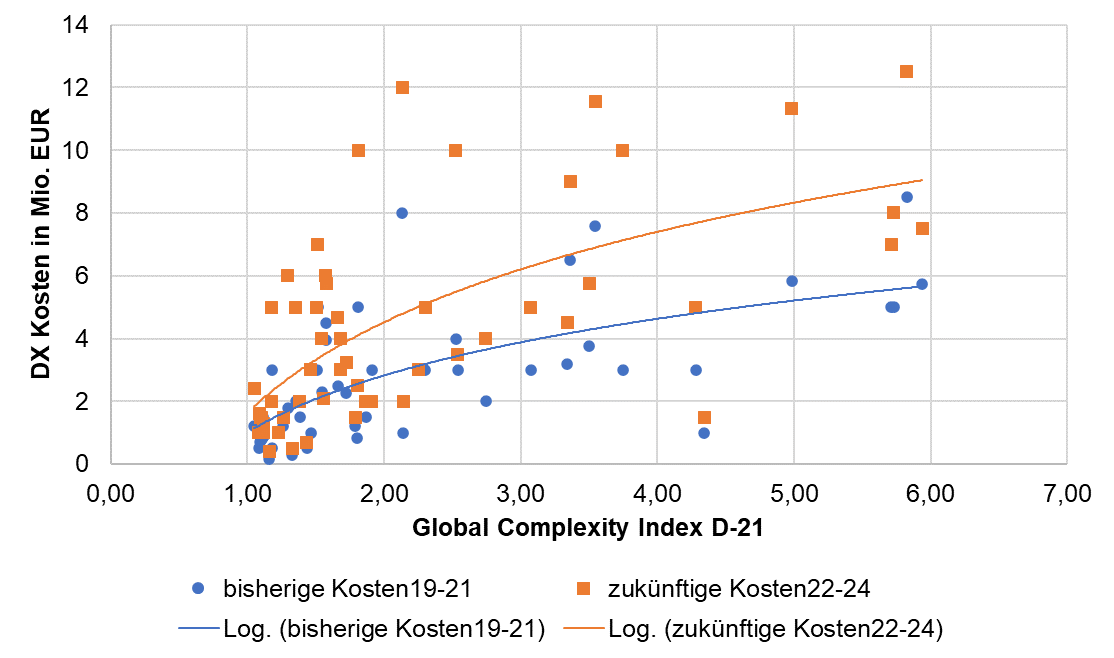 14
12
10
8
6
4
2
0
DX Kosten in Mio. EUR
0,00 1,00 2,00 3,00 4,00 5,00 6,00 7,00
Global Complexity Index D-21
bisherige Kosten19-21 zukünftige Kosten22-24
Log. (bisherige Kosten19-21) Log. (zukünftige Kosten22-24)